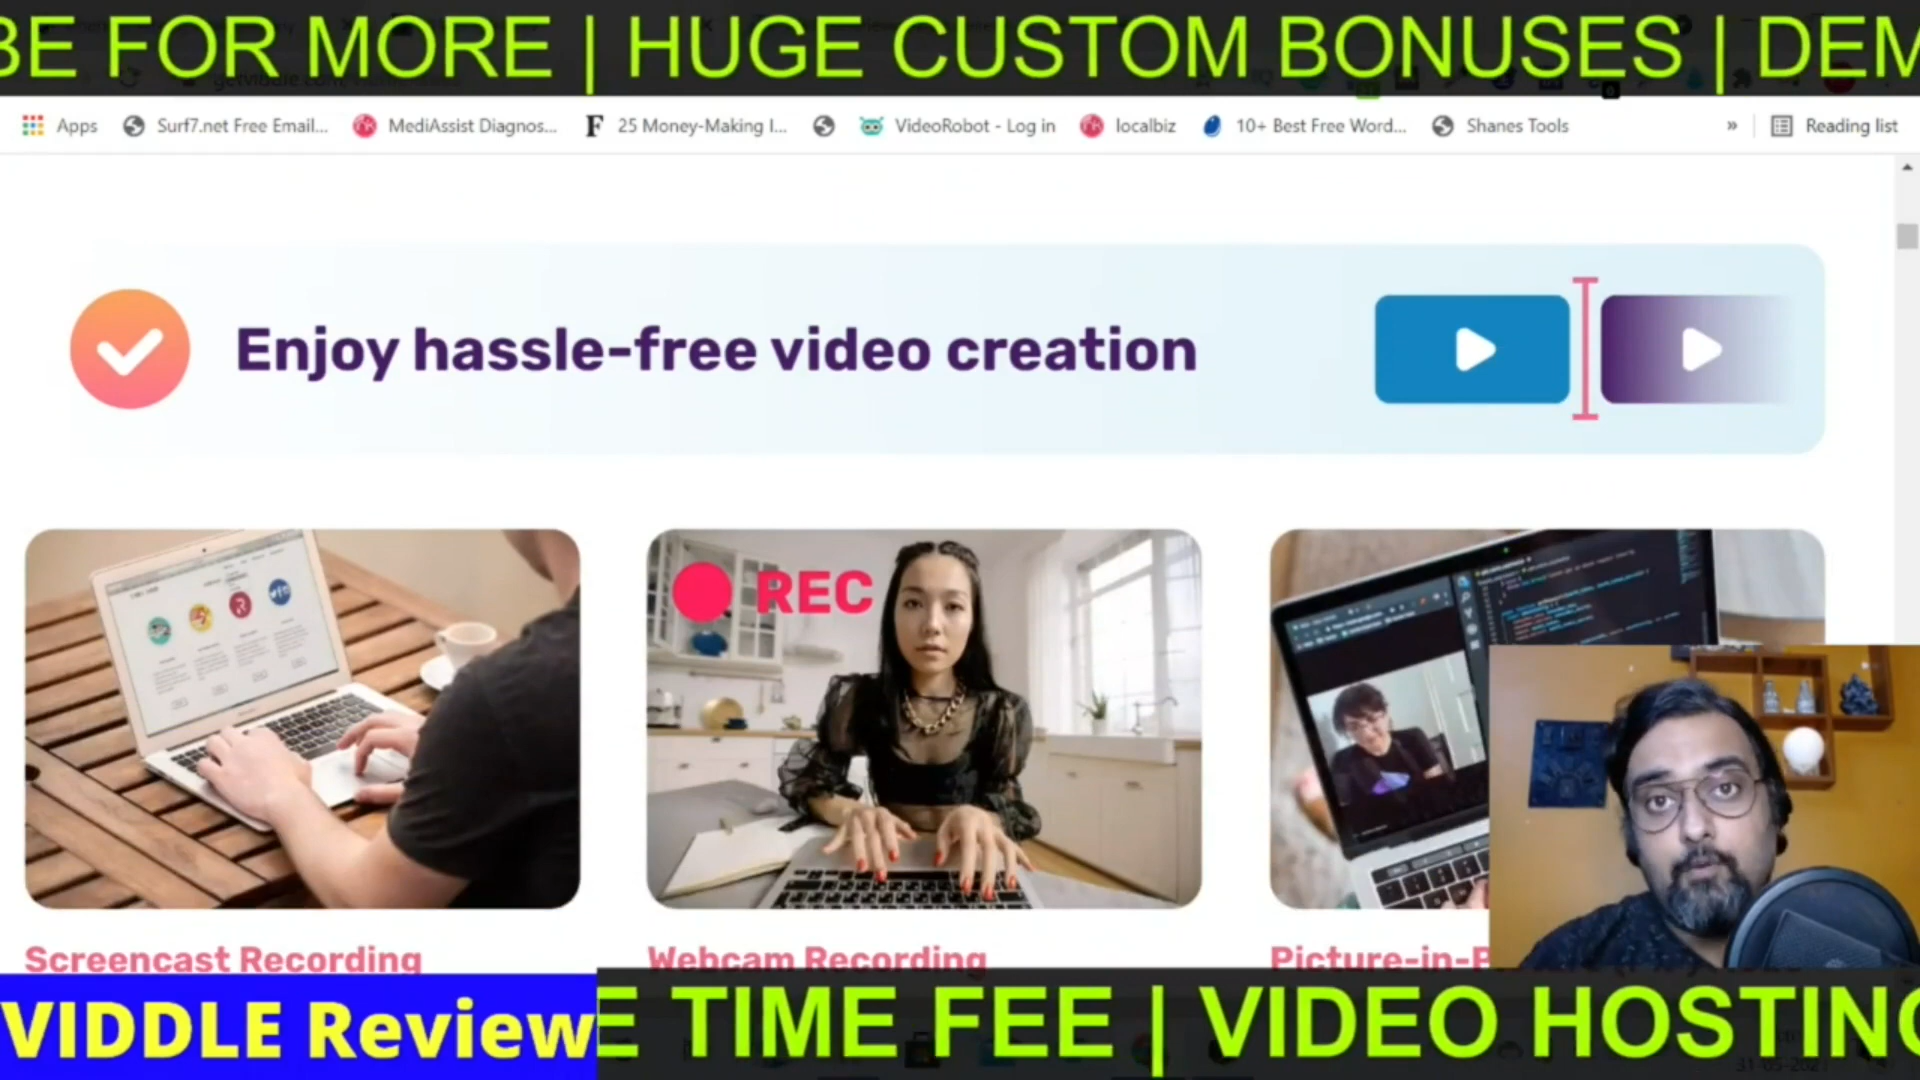 BE FOR MORE | HUGE CUSTOM BONUSES | DEM
Apps Surf7.net Free Email... MediAssist Diagnos... 25 Money-Making I... VideoRobot - Log in localbiz 10+ Best Free Word... Shanes Tools » Reading list
Enjoy hassle-free video creation
REC
Screencast Recording Webcam Recording Picture-in-P
VIDDLE Review E TIME FEE | VIDEO HOSTING